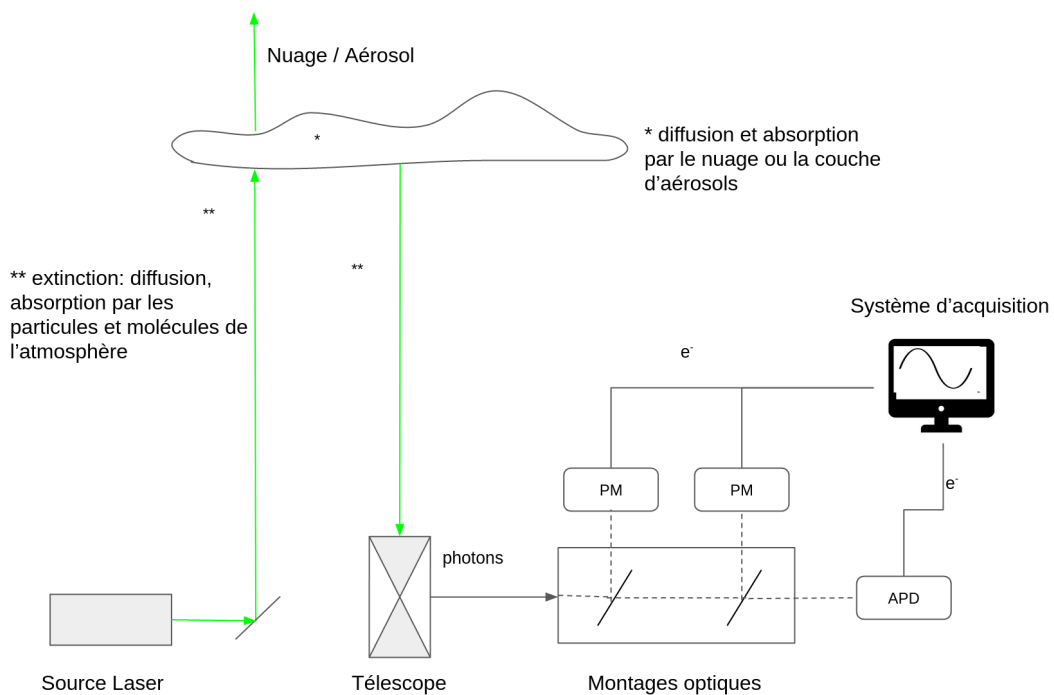 Nuage / Aérosol
*
* diffusion et absorption
par le nuage ou la couche
d’aérosols
**
**
** extinction: diffusion,
absorption par les
particules et molécules de
l’atmosphère
Système d’acquisition
e-
PM
PM
e-
photons
APD
Source Laser
Télescope
Montages optiques